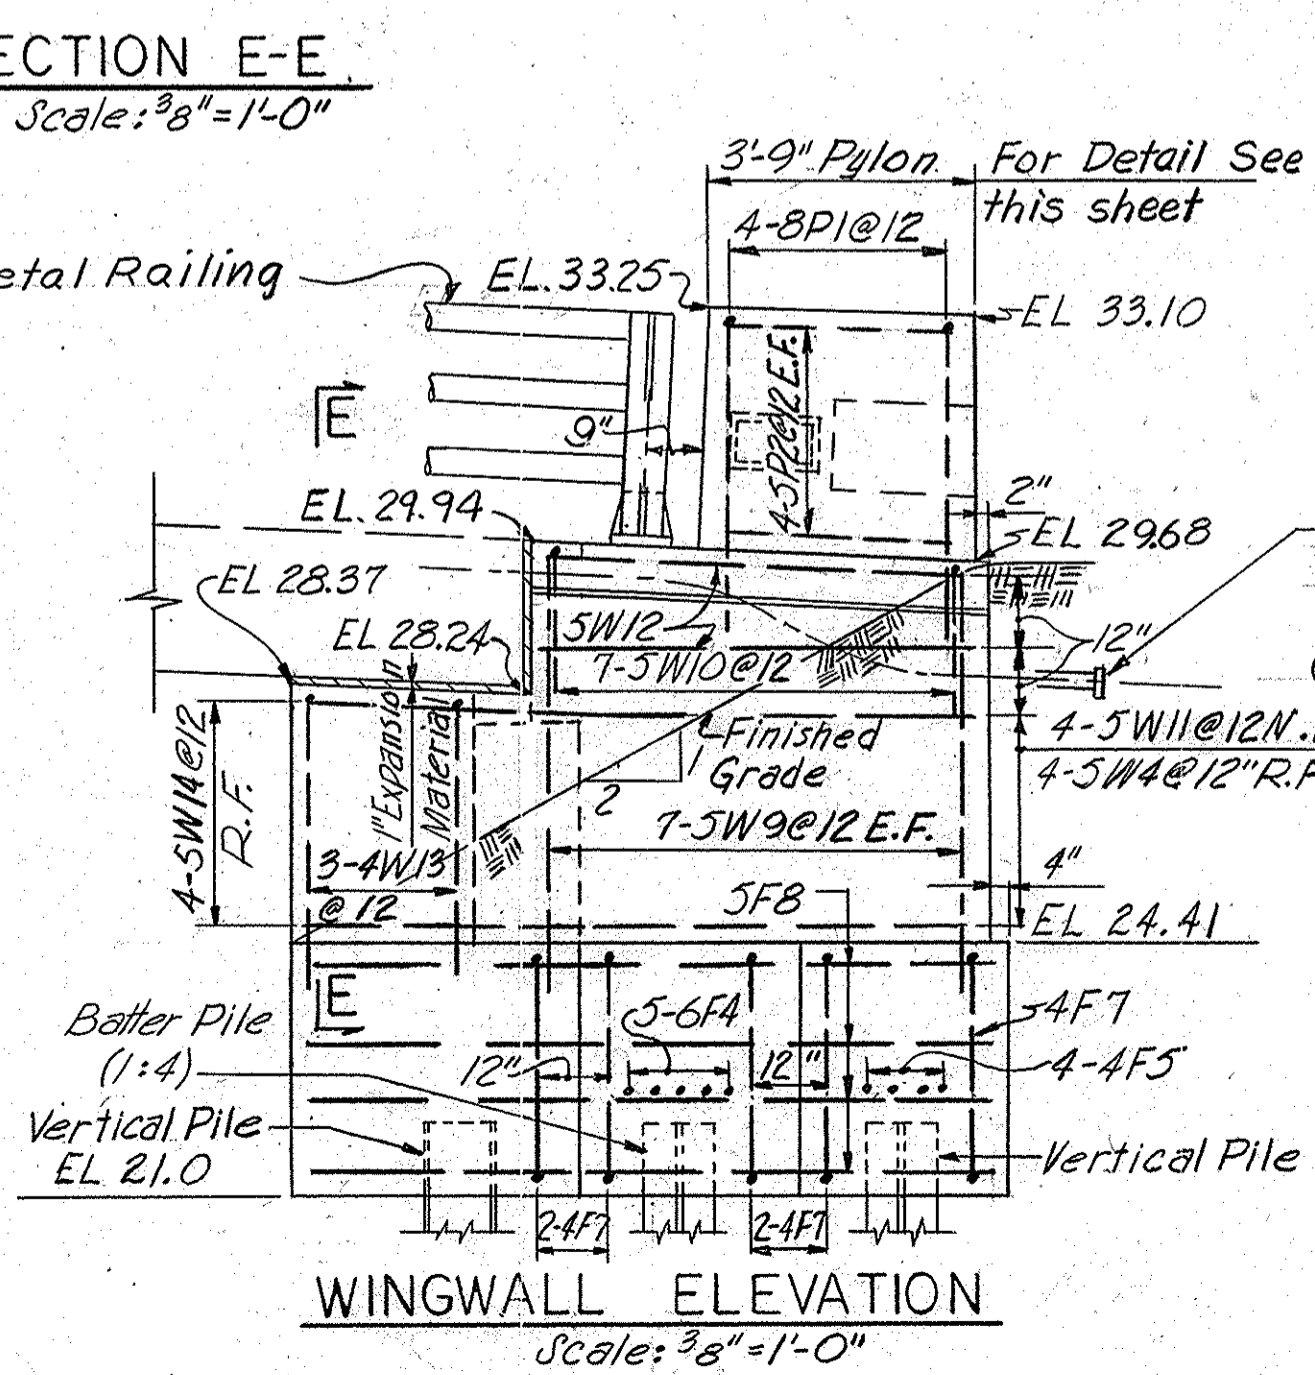 ECTION E-E
Scale: 3/8" = 1'-0"
3'-9" Pylon
For Detail See
this sheet
4-8P1@12
etal Railing
EL. 33.25
EL 33.10
4-5P2@12 E.F.
E
9"
2"
EL. 29.94
EL 29.68
EL 28.37
EL 28.24
5W12
12"
7-5W10@12
1" Expansion
Material
4-5W14@12
R.F.
Finished
Grade
1
2
4-5W11@12 N.
4-5W4@12" R.F
7-5W9@12 E.F.
3-4W13
@ 12
4"
5F8
EL 24.41
E
Batter Pile
(1:4)
5-6F4
4F7
12"
12"
4-4F5
Vertical Pile
EL 21.0
Vertical Pile
2-4F7
2-4F7
WINGWALL ELEVATION
Scale: 3/8" = 1'-0"